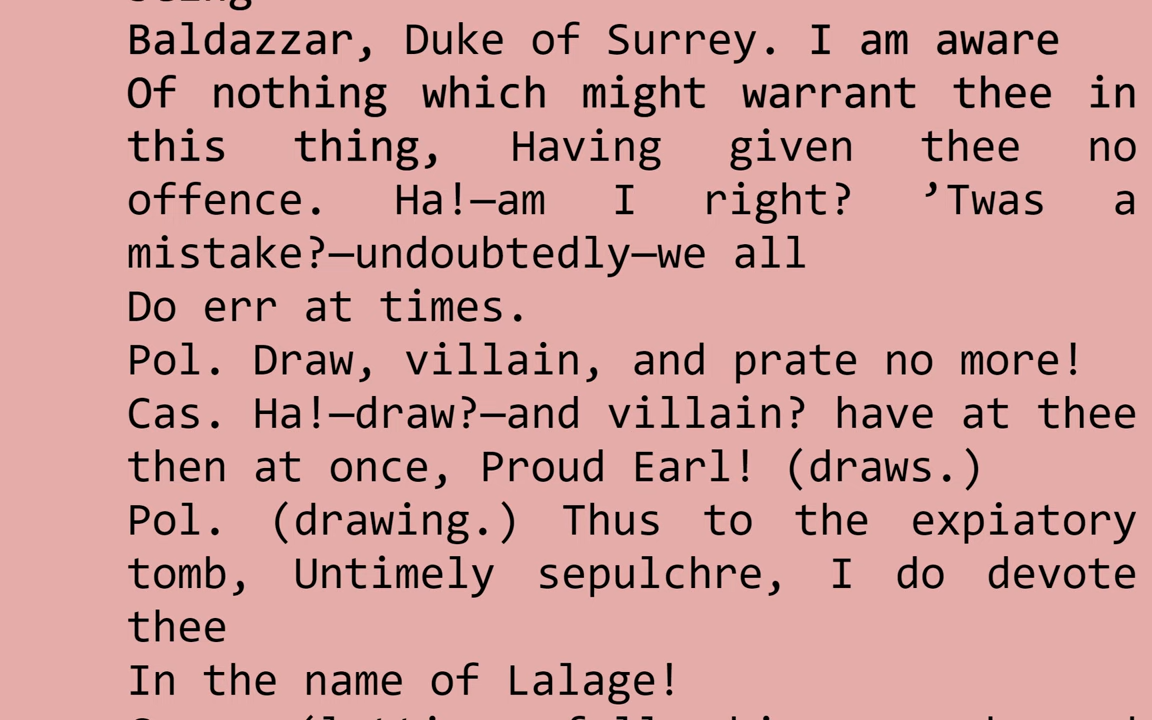 Baldazzar, Duke of Surrey. I am aware
Of nothing which might warrant thee in
this thing, Having given thee no
offence. Ha!—am I right? ’Twas a
mistake?—undoubtedly—we all
Do err at times.
Pol. Draw, villain, and prate no more!
Cas. Ha!—draw?—and villain? have at thee
then at once, Proud Earl! (draws.)
Pol. (drawing.) Thus to the expiatory
tomb, Untimely sepulchre, I do devote
thee
In the name of Lalage!